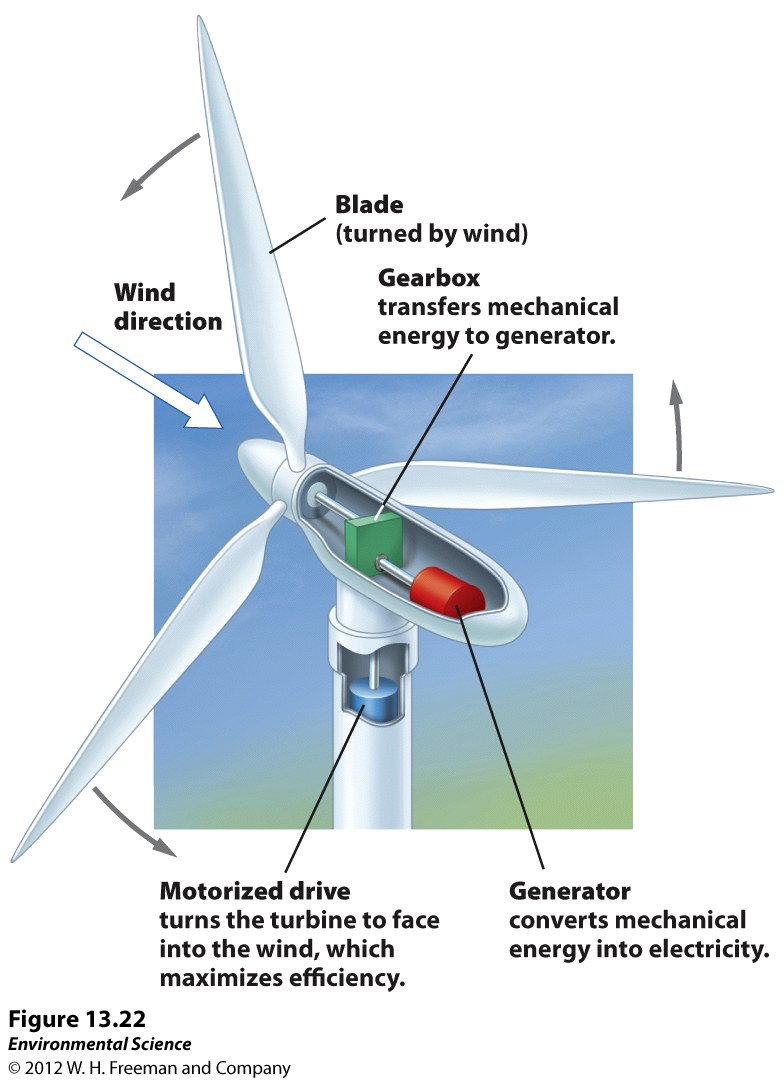 Blade
(turned by wind)
Gearbox
transfers mechanical
energy to generator.
Wind
direction
Motorized drive
turns the turbine to face
into the wind, which
maximizes efficiency.
Generator
converts mechanical
energy into electricity.
Figure 13.22
Environmental Science
© 2012 W. H. Freeman and Company